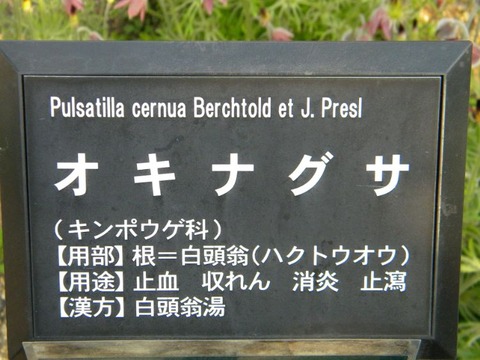 Pulsatilla cernua Berchtold et J. Presl
オキナグサ
(キンポウゲ科)
【用部】根=白頭翁(ハクトウオウ)
【用途】止血 収れん 消炎 止瀉
【漢方】白頭翁湯